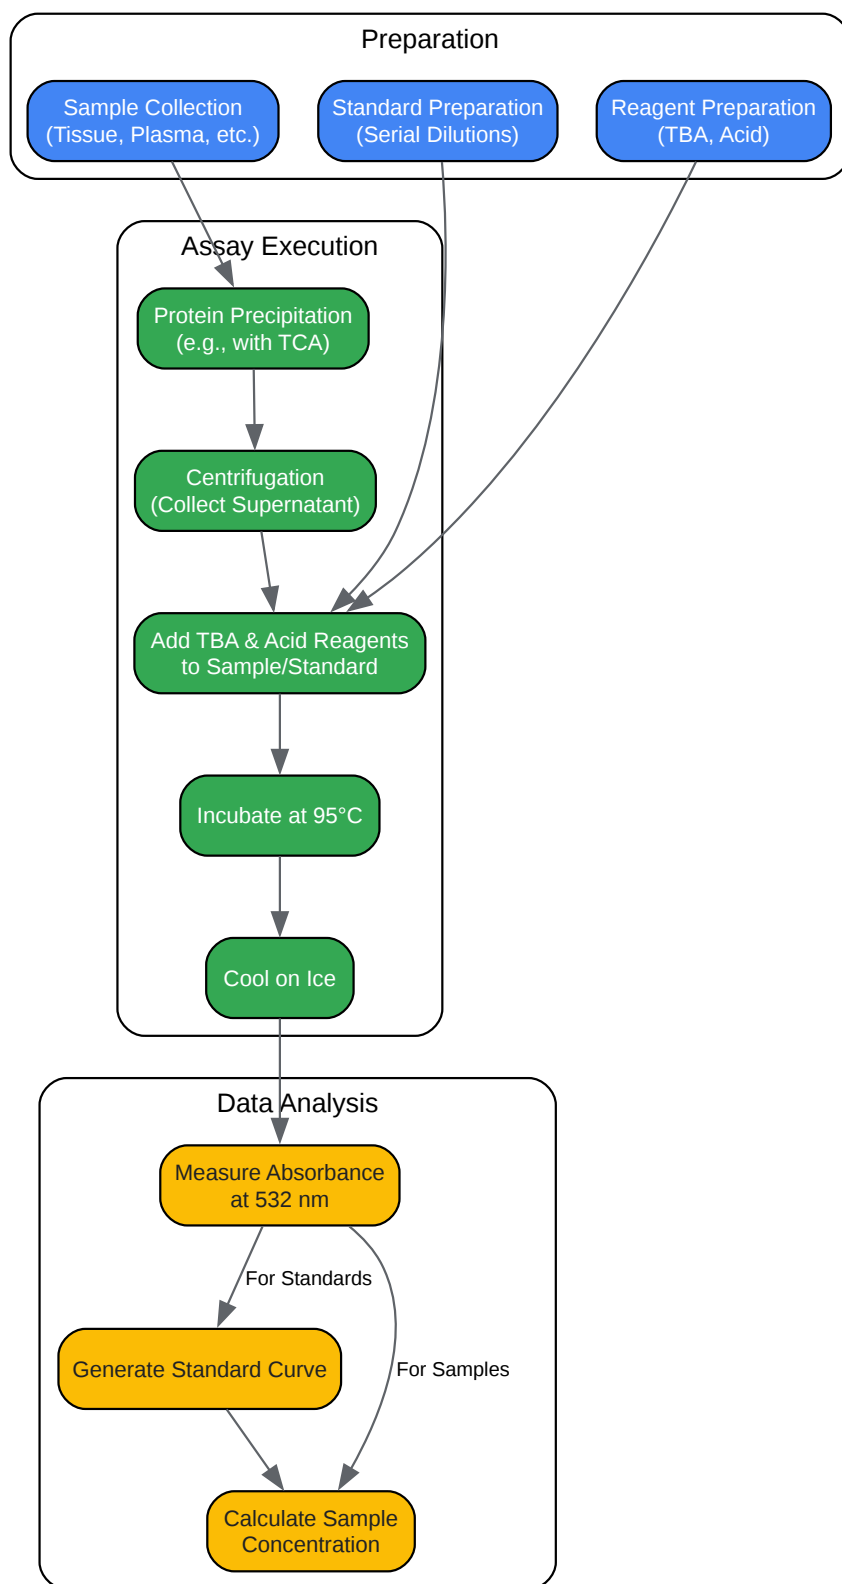 Preparation
Sample Collection
(Tissue, Plasma, etc.)
Standard Preparation
(Serial Dilutions)
Reagent Preparation
(TBA, Acid)
Assay Execution
Protein Precipitation
(e.g., with TCA)
Centrifugation
(Collect Supernatant)
Add TBA & Acid Reagents
to Sample/Standard
Incubate at 95°C
Cool on Ice
Data Analysis
Measure Absorbance
at 532 nm
For Standards
Generate Standard Curve
For Samples
Calculate Sample
Concentration